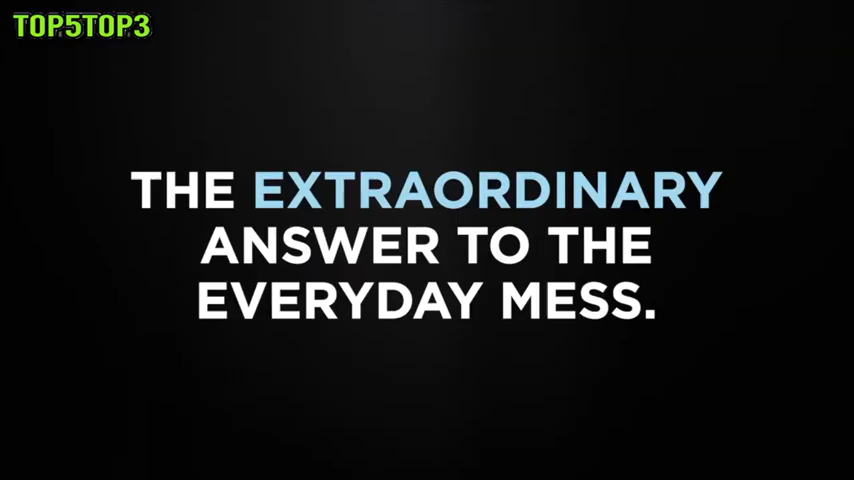 TOP5TOP3
THE EXTRAORDINARY
ANSWER TO THE
EVERYDAY MESS.